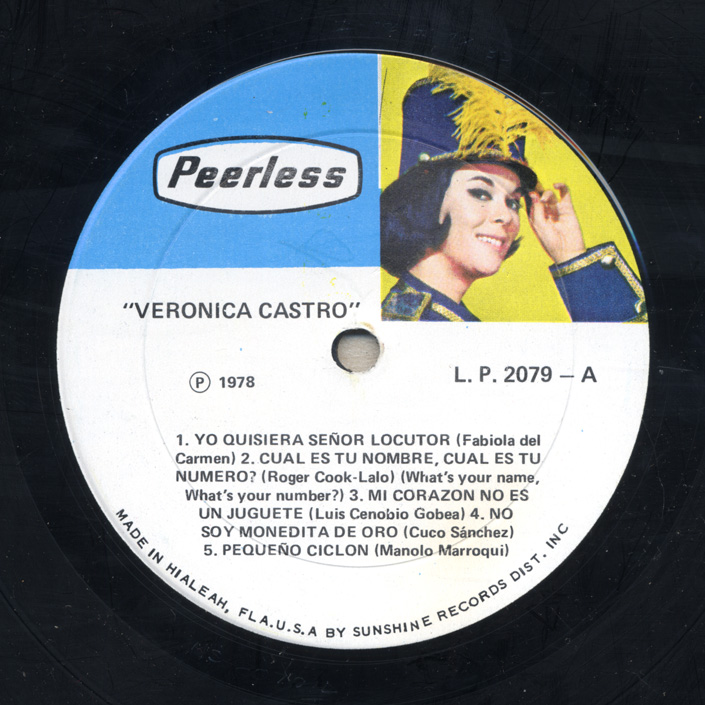 Peerless
"VERONICA CASTRO"
Ⓟ 1978
L. P. 2079 – A
1. YO QUISIERA SEÑOR LOCUTOR (Fabiola del
Carmen) 2. CUAL ES TU NOMBRE, CUAL ES TU
NUMERO? (Roger Cook-Lalo) (What's your name,
What's your number?) 3. MI CORAZON NO ES
UN JUGUETE (Luis Cenobio Gobea) 4. NO
SOY MONEDITA DE ORO (Cuco Sánchez)
5. PEQUEÑO CICLON (Manolo Marroqui)
MADE IN HIALEAH, FLA.U.S.A BY SUNSHINE RECORDS DIST. INC